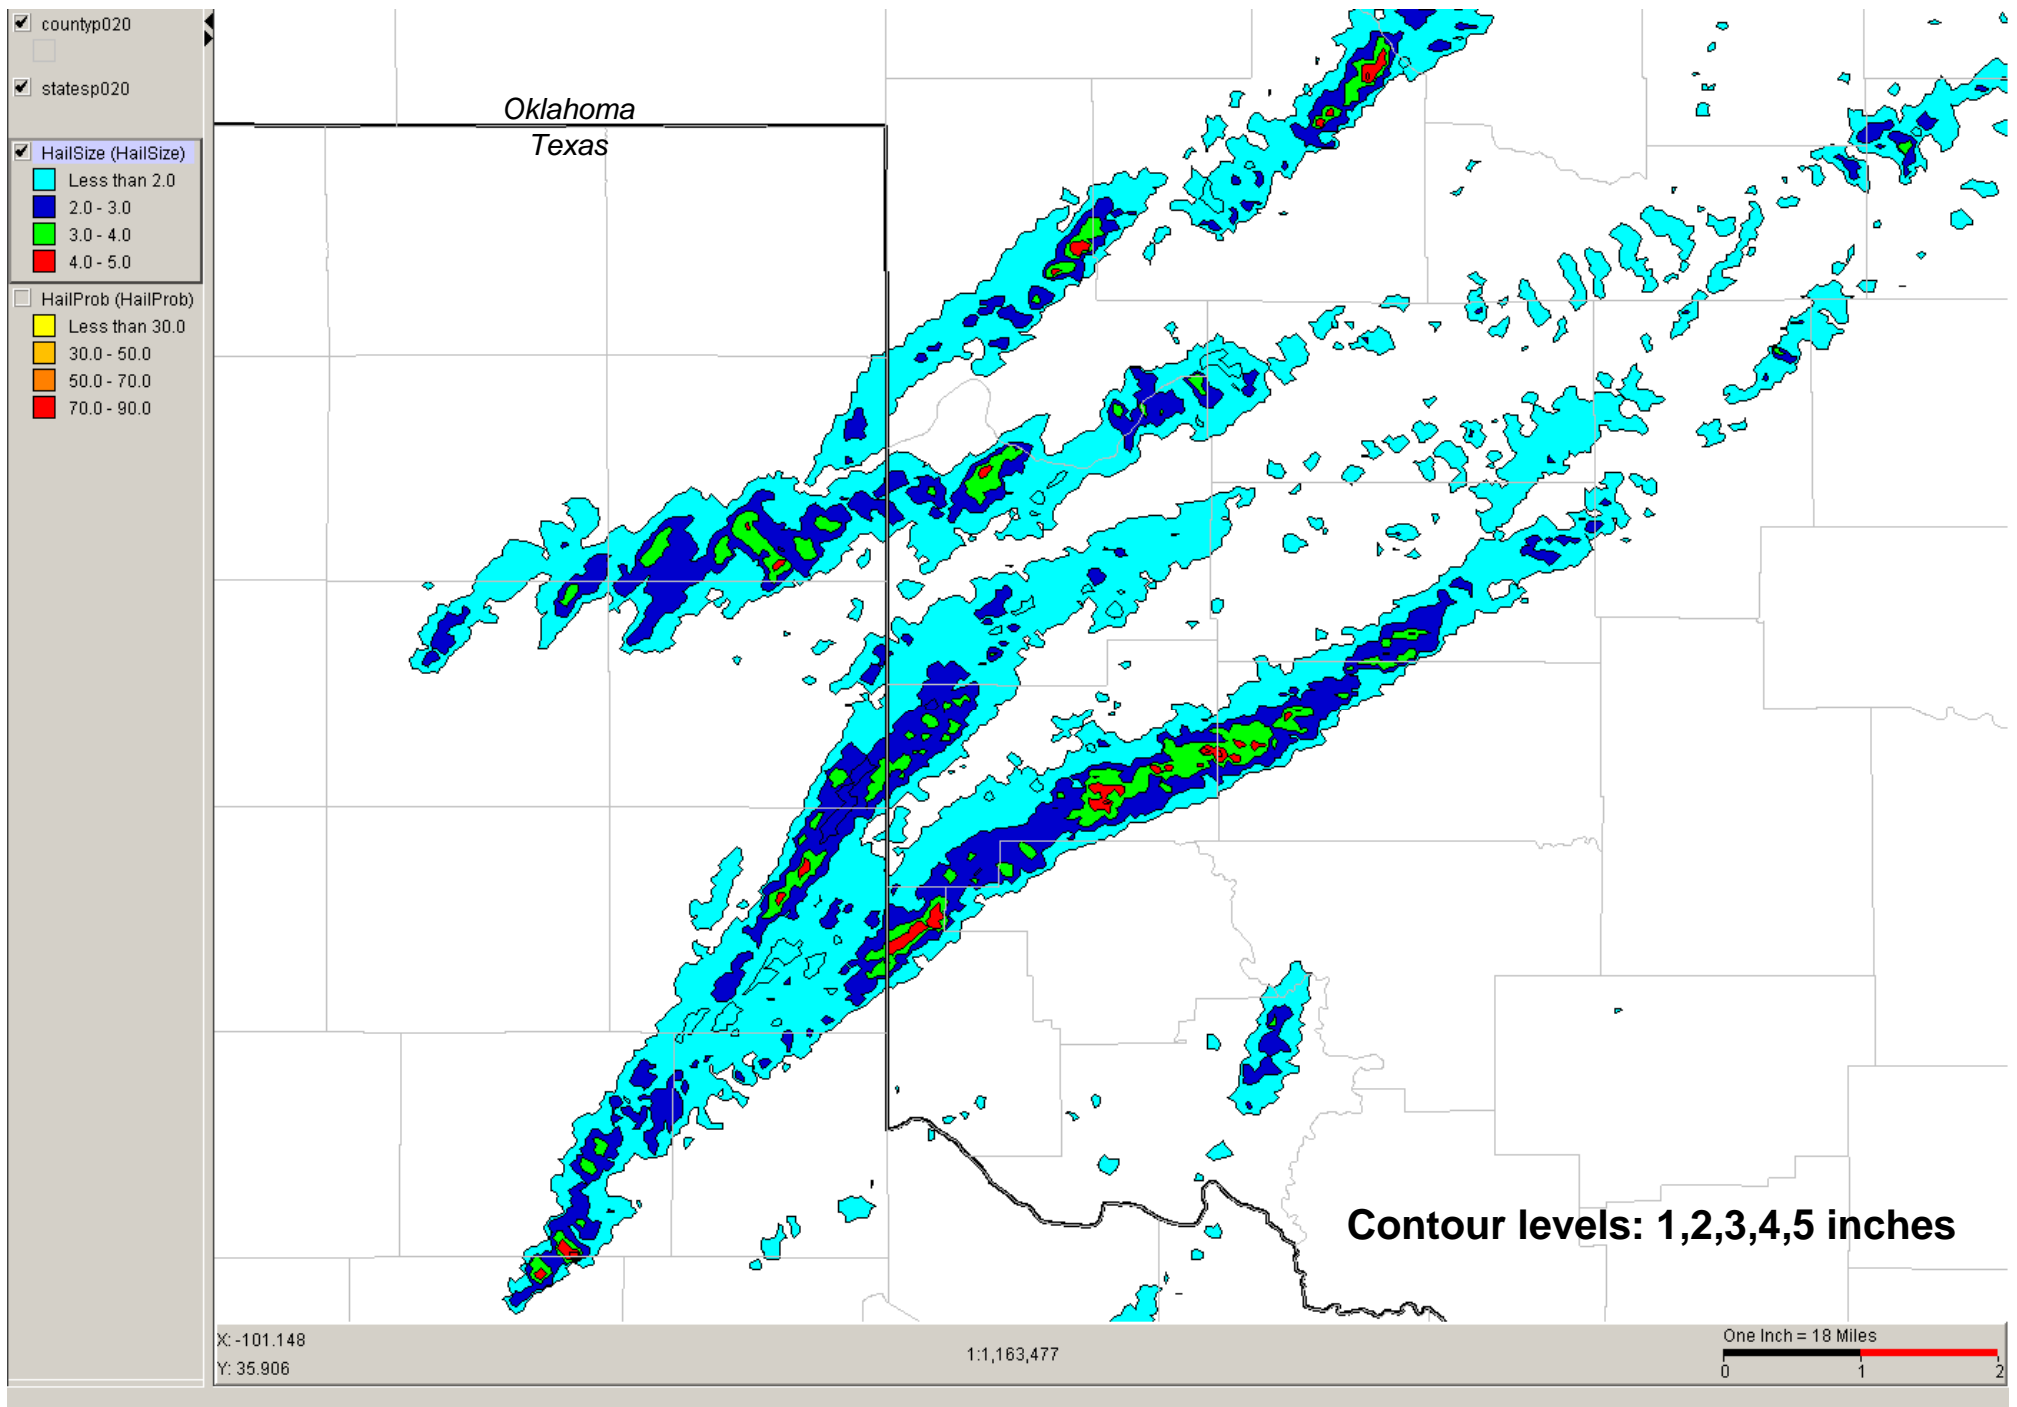 countyp020
statesp020
HailSize (HailSize)
Less than 2.0
2.0 - 3.0
3.0 - 4.0
4.0 - 5.0
HailProb (HailProb)
Less than 30.0
30.0 - 50.0
50.0 - 70.0
70.0 - 90.0
Oklahoma
Texas
Contour levels: 1,2,3,4,5 inches
X: -101.148
Y: 35.906
1:1,163,477
One Inch = 18 Miles
0 1 2